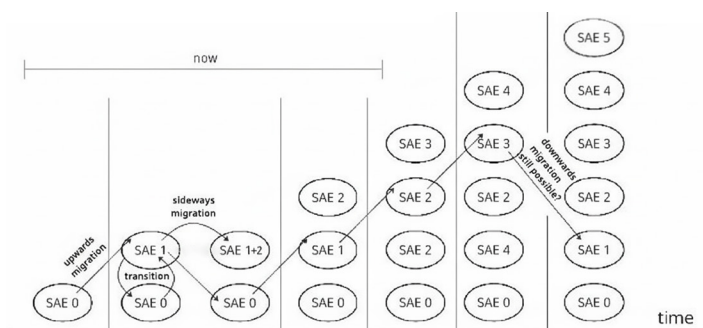 SAE 5
now
SAE 4 SAE 4
SAE 3 SAE 3 SAE 3
downwards
migration
still possible?
sideways
migration
SAE 2 SAE 2 SAE 2 SAE 2
upwards
migration
SAE 1 SAE 1+2 SAE 1 SAE 2 SAE 4 SAE 1
transition
SAE 0 SAE 0 SAE 0 SAE 0 SAE 0 SAE 0 SAE 0
time